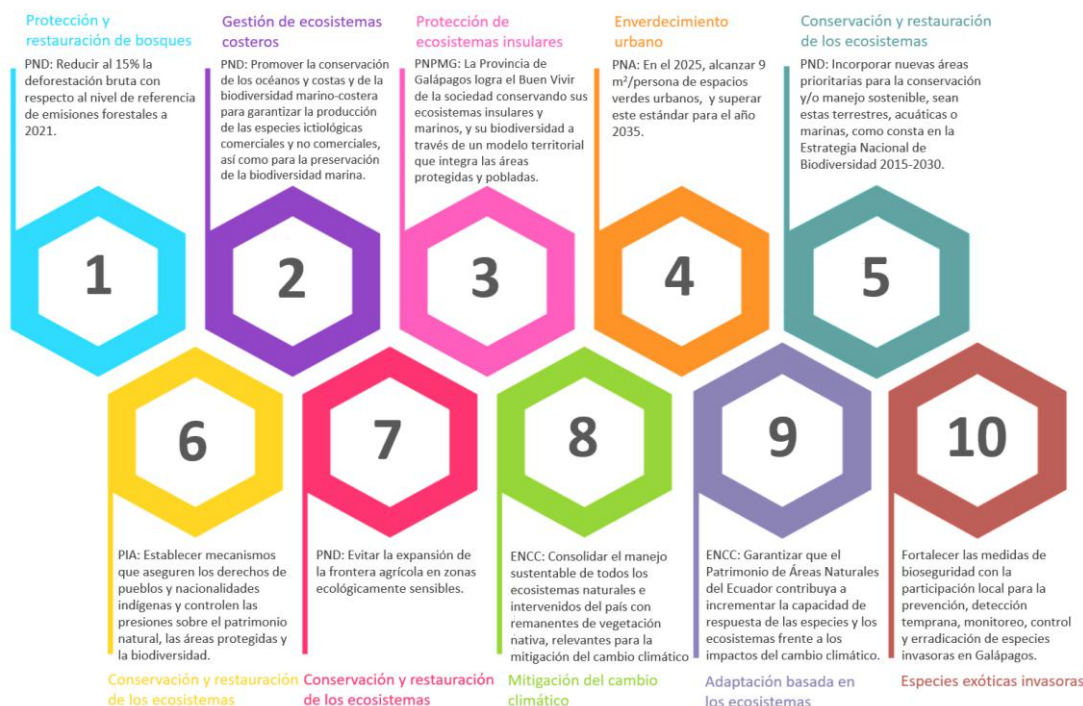 Protección y
restauración de bosques
PND: Reducir al 15% la
deforestación bruta con
respecto al nivel de referencia
de emisiones forestales a
2021.
1
Gestión de ecosistemas
costeros
PND: Promover la conservación
de los océanos y costas y de la
biodiversidad marino-costera
para garantizar la producción
de las especies ictiológicas
comerciales y no comerciales,
así como para la preservación
de la biodiversidad marina.
2
Protección de
ecosistemas insulares
PNPMG: La Provincia de
Galápagos logra el Buen Vivir
de la sociedad conservando sus
ecosistemas insulares y
marinos, y su biodiversidad a
través de un modelo territorial
que integra las áreas
protegidas y pobladas.
3
Enverdecimiento
urbano
PNA: En el 2025, alcanzar 9
m²/persona de espacios
verdes urbanos, y superar
este estándar para el año
2035.
4
Conservación y restauración
de los ecosistemas
PND: Incorporar nuevas áreas
prioritarias para la conservación
y/o manejo sostenible, sean
estas terrestres, acuáticas o
marinas, como consta en la
Estrategia Nacional de
Biodiversidad 2015-2030.
5
6
PIA: Establecer mecanismos
que aseguren los derechos de
pueblos y nacionalidades
indígenas y controlen las
presiones sobre el patrimonio
natural, las áreas protegidas y
la biodiversidad.
Conservación y restauración
de los ecosistemas
7
PND: Evitar la expansión de
la frontera agrícola en zonas
ecológicamente sensibles.
Conservación y restauración
de los ecosistemas
8
ENCC: Consolidar el manejo
sustentable de todos los
ecosistemas naturales e
intervenidos del país con
remanentes de vegetación
nativa, relevantes para la
mitigación del cambio climático
Mitigación del cambio
climático
9
ENCC: Garantizar que el
Patrimonio de Áreas Naturales
del Ecuador contribuya a
incrementar la capacidad de
respuesta de las especies y los
ecosistemas frente a los
impactos del cambio climático.
Adaptación basada en
los ecosistemas
10
Fortalecer las medidas de
bioseguridad con la
participación local para la
prevención, detección
temprana, monitoreo, control
y erradicación de especies
invasoras en Galápagos.
Especies exóticas invasoras